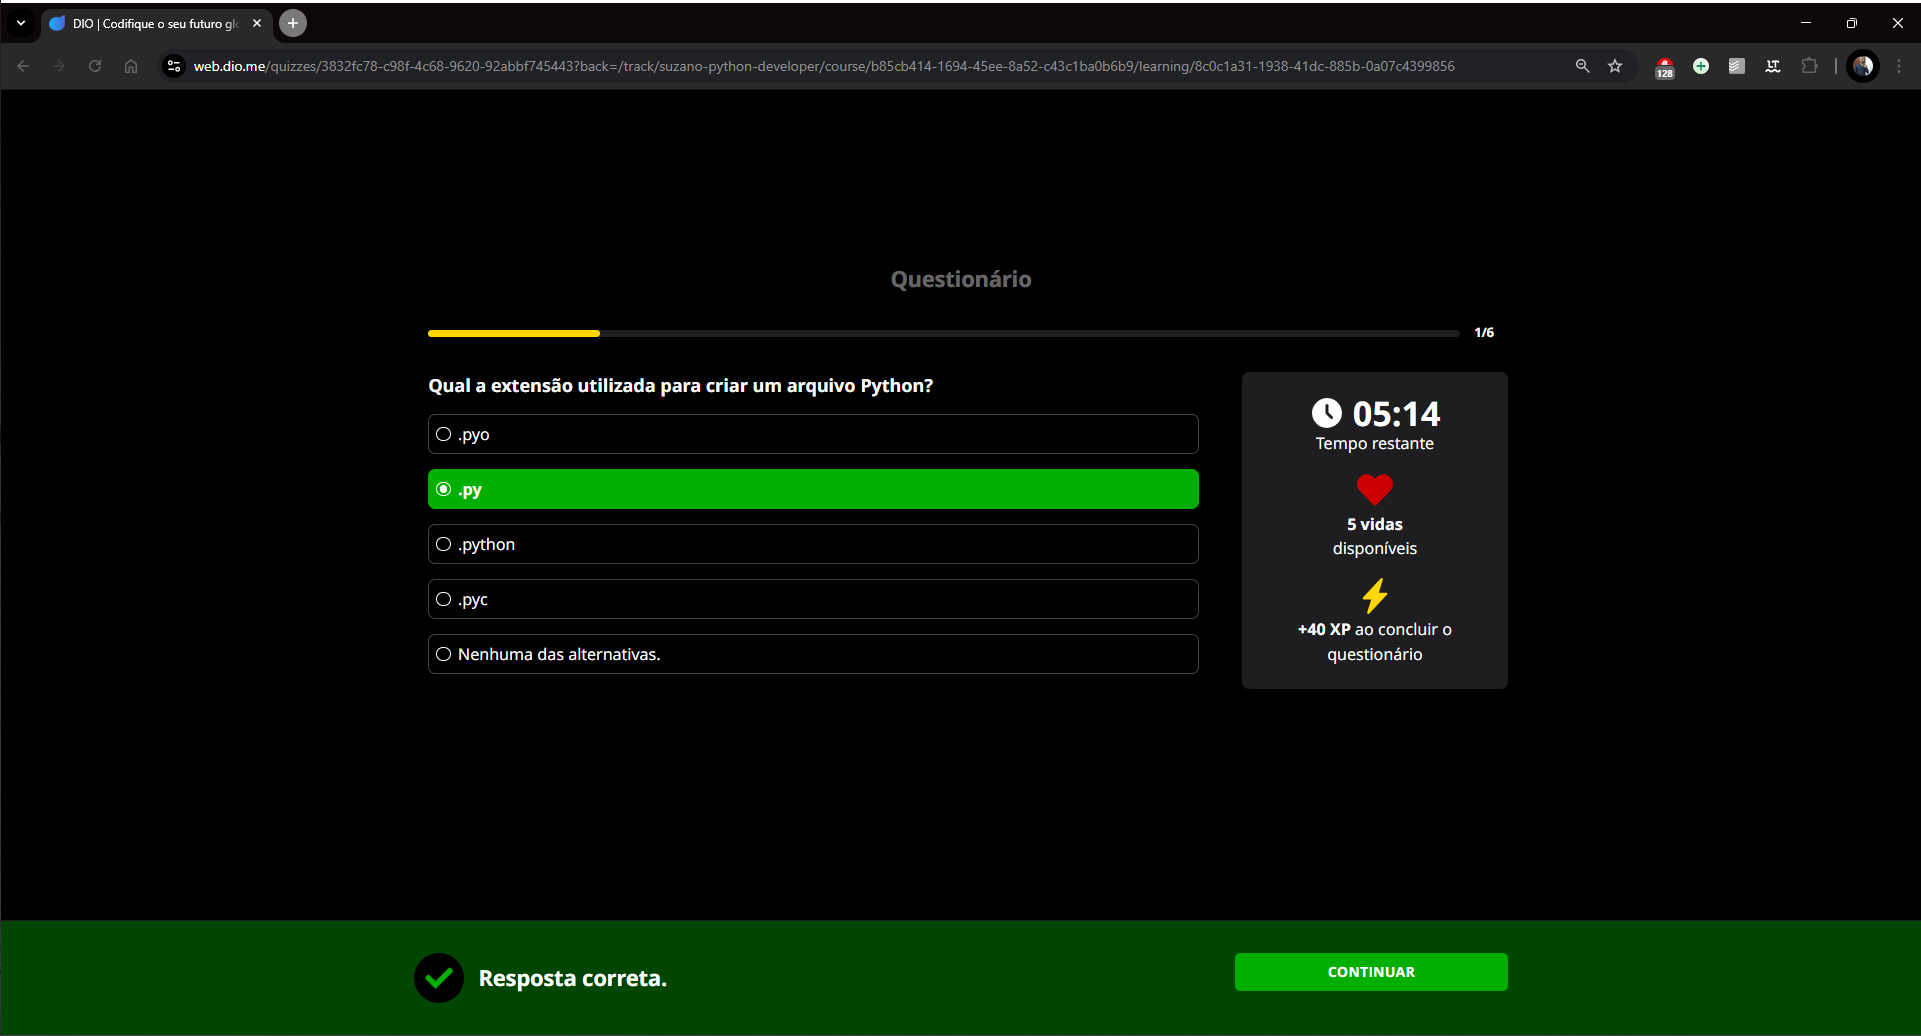 DIO | Codifique o seu futuro glo
web.dio.me/quizzes/3832fc78-c98f-4c68-9620-92abbf745443?back=/track/suzano-python-developer/course/b85cb414-1694-45ee-8a52-c43c1ba0b6b9/learning/8c0c1a31-1938-41dc-885b-0a07c4399856
128
Questionário
1/6
Qual a extensão utilizada para criar um arquivo Python?
.pyo
.py
.python
.pyc
Nenhuma das alternativas.
05:14
Tempo restante
5 vidas
disponíveis
+40 XP ao concluir o
questionário
Resposta correta.
CONTINUAR